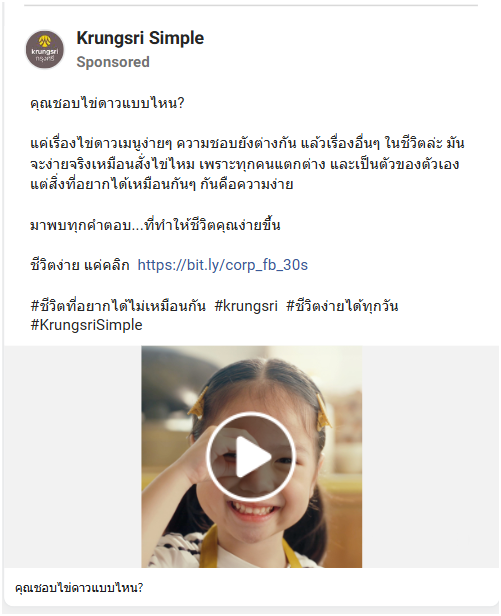 Krungsri Simple
krungsri
กรุงศรี
Sponsored
คุณชอบไข่ดาวแบบไหน?
แค่เรื่องไข่ดาวเมนูง่ายๆ ความชอบยังต่างกัน แล้วเรื่องอื่นๆ ในชีวิตล่ะ มัน
จะง่ายจริงเหมือนสั่งไข่ไหม เพราะทุกคนแตกต่าง และเป็นตัวของตัวเอง
แต่สิ่งที่อยากได้เหมือนกันๆ กันคือความง่าย
มาพบทุกคำตอบ...ที่ทำให้ชีวิตคุณง่ายขึ้น
ชีวิตง่าย แค่คลิก https://bit.ly/corp_fb_30s
#ชีวิตที่อยากได้ไม่เหมือนกัน #krungsri #ชีวิตง่ายได้ทุกวัน
#KrungsriSimple
คุณชอบไข่ดาวแบบไหน?